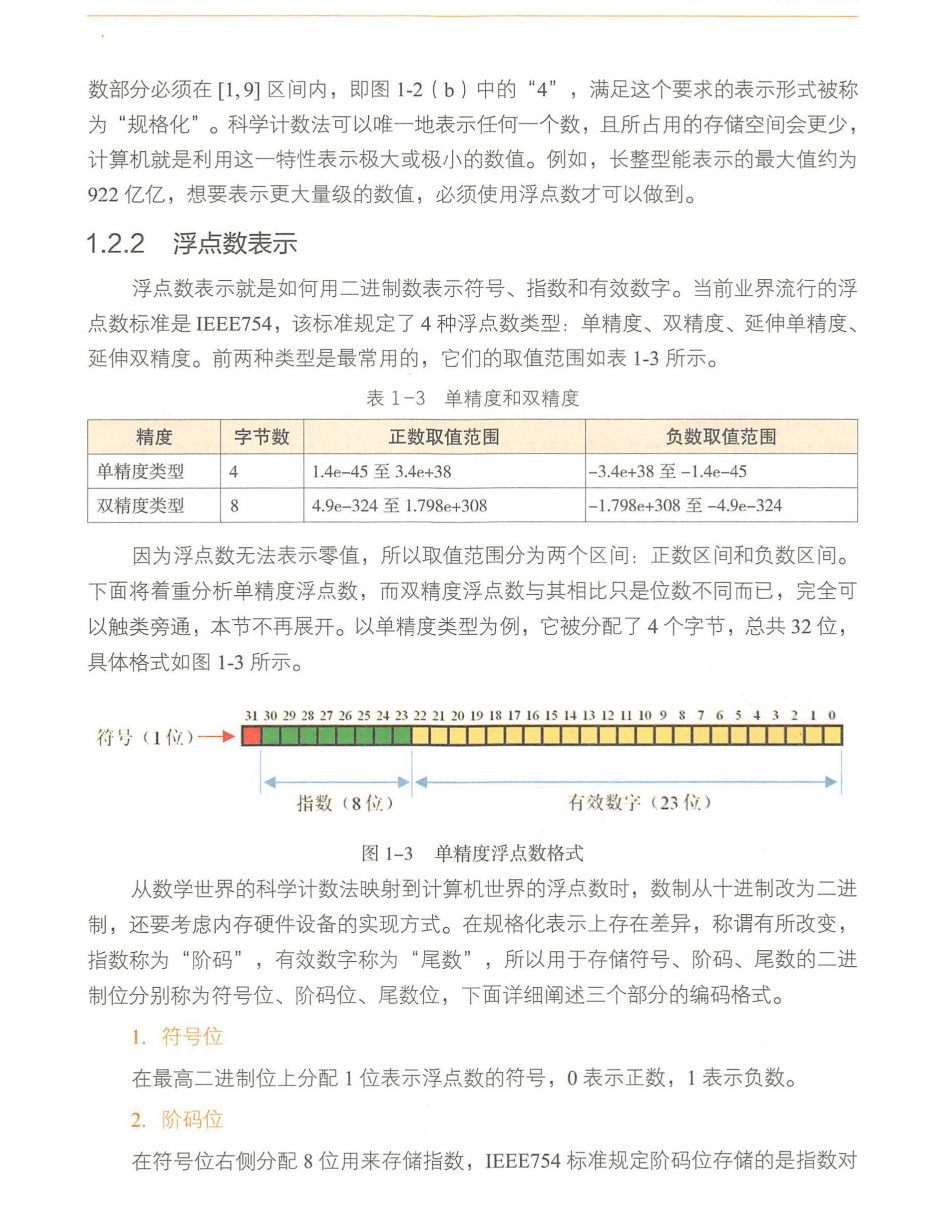 数部分必须在 [1, 9] 区间内，即图 1-2（b）中的“4”，满足这个要求的表示形式被称
为“规格化”。科学计数法可以唯一地表示任何一个数，且所占用的存储空间会更少，
计算机就是利用这一特性表示极大或极小的数值。例如，长整型能表示的最大值约为
922 亿亿，想要表示更大量级的数值，必须使用浮点数才可以做到。
1.2.2 浮点数表示
浮点数表示就是如何用二进制数表示符号、指数和有效数字。当前业界流行的浮
点数标准是 IEEE754，该标准规定了 4 种浮点数类型：单精度、双精度、延伸单精度、
延伸双精度。前两种类型是最常用的，它们的取值范围如表 1-3 所示。
表 1-3 单精度和双精度
精度 字节数 正数取值范围 负数取值范围
单精度类型 4 1.4e-45 至 3.4e+38 -3.4e+38 至 -1.4e-45
双精度类型 8 4.9e-324 至 1.798e+308 -1.798e+308 至 -4.9e-324
因为浮点数无法表示零值，所以取值范围分为两个区间：正数区间和负数区间。
下面将着重分析单精度浮点数，而双精度浮点数与其相比只是位数不同而已，完全可
以触类旁通，本节不再展开。以单精度类型为例，它被分配了 4 个字节，总共 32 位，
具体格式如图 1-3 所示。
31 30 29 28 27 26 25 24 23 22 21 20 19 18 17 16 15 14 13 12 11 10 9 8 7 6 5 4 3 2 1 0
符号（1 位）
指数（8 位） 有效数字（23 位）
图 1-3 单精度浮点数格式
从数学世界的科学计数法映射到计算机世界的浮点数时，数制从十进制改为二进
制，还要考虑内存硬件设备的实现方式。在规格化表示上存在差异，称谓有所改变，
指数称为“阶码”，有效数字称为“尾数”，所以用于存储符号、阶码、尾数的二进
制位分别称为符号位、阶码位、尾数位，下面详细阐述三个部分的编码格式。
1. 符号位
在最高二进制位上分配 1 位表示浮点数的符号，0 表示正数，1 表示负数。
2. 阶码位
在符号位右侧分配 8 位用来存储指数，IEEE754 标准规定阶码位存储的是指数对